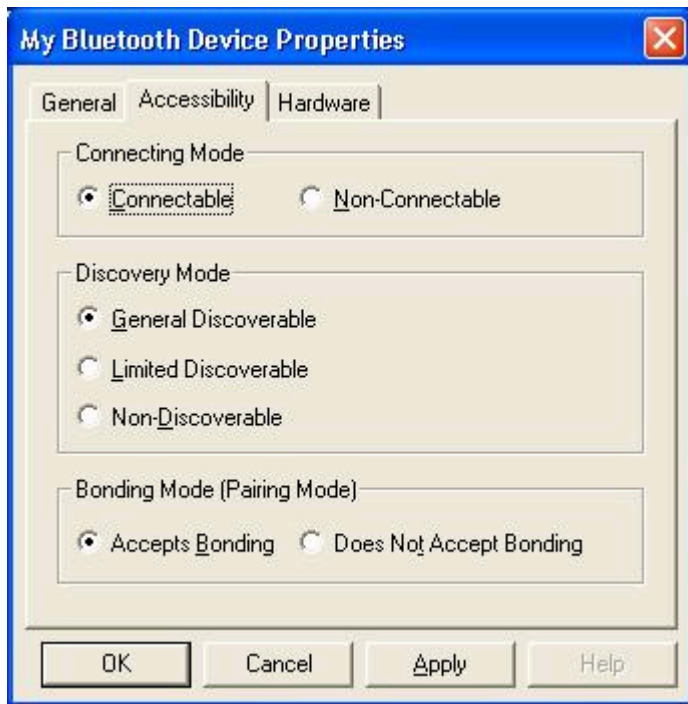 My Bluetooth Device Properties
General Accessibility Hardware
Connecting Mode
Connectable Non-Connectable
Discovery Mode
General Discoverable
Limited Discoverable
Non-Discoverable
Bonding Mode (Pairing Mode)
Accepts Bonding Does Not Accept Bonding
OK Cancel Apply Help